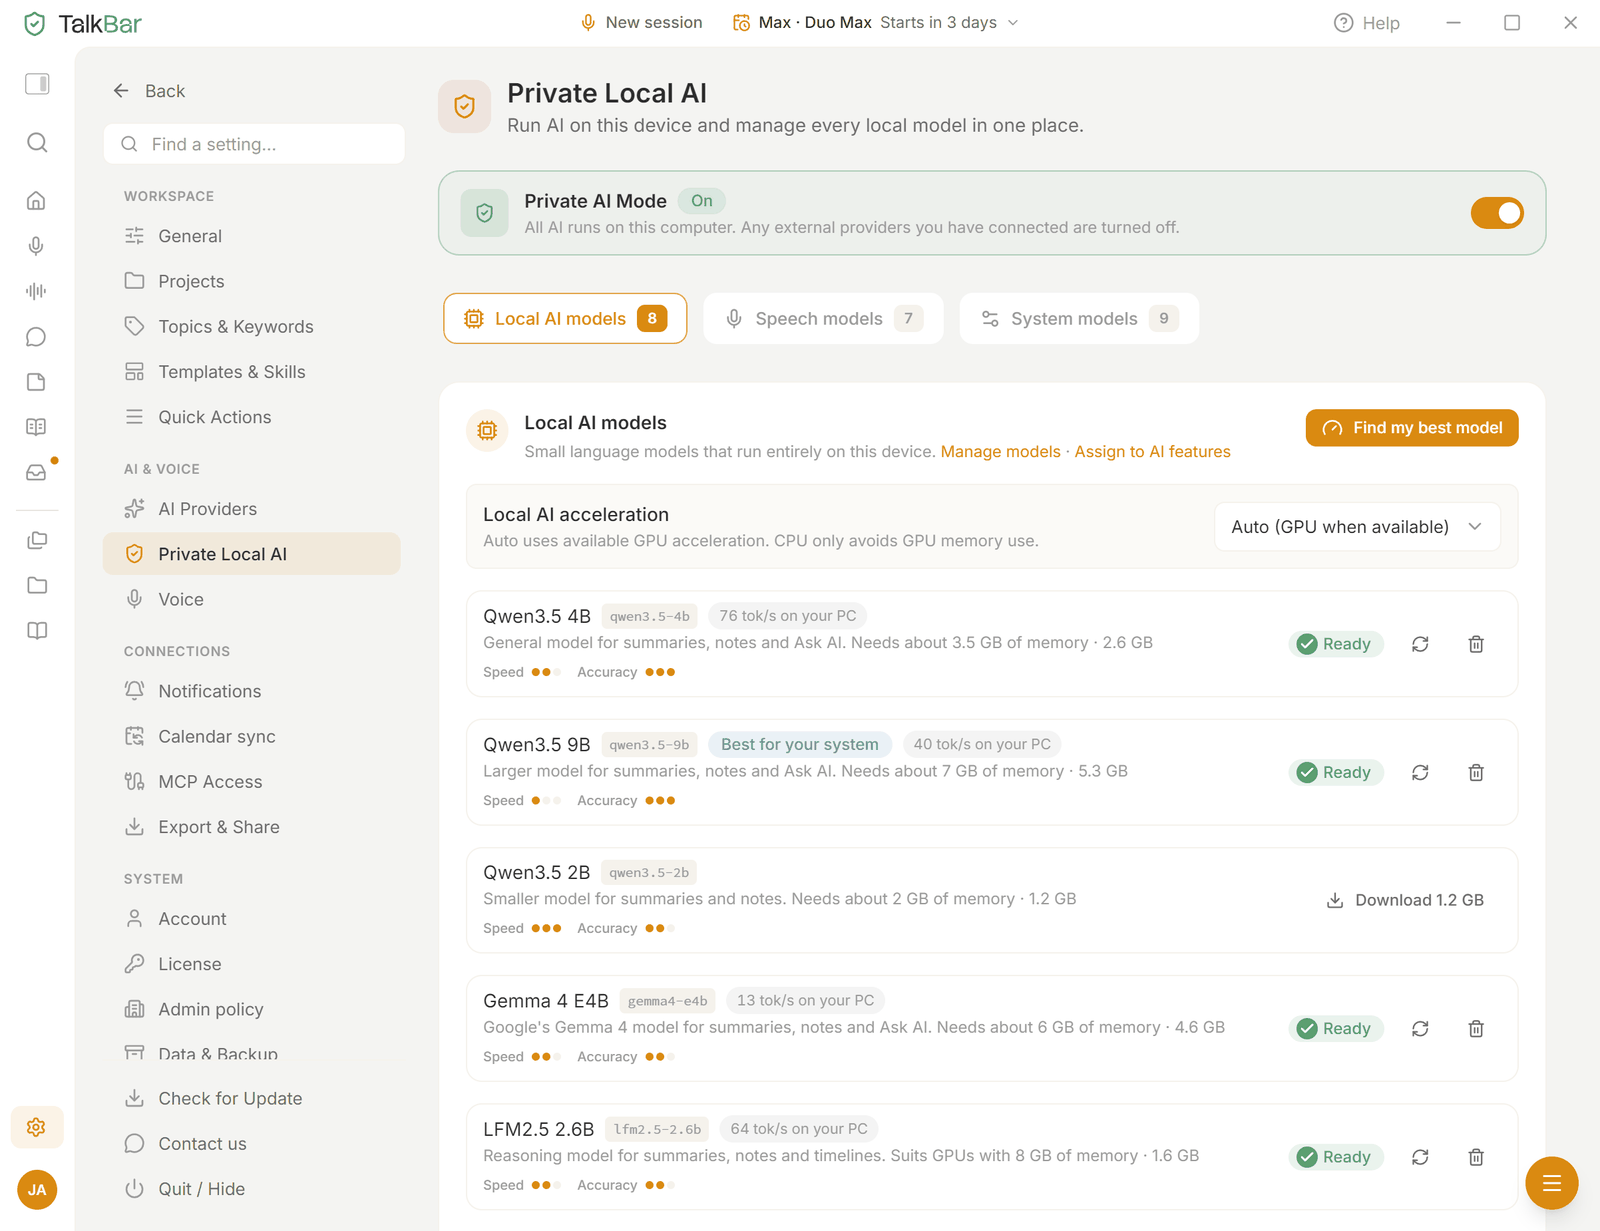 TalkBar
New session
Max · Duo Max Starts in 3 days
Help
Back
Find a setting...
WORKSPACE
General
Projects
Topics & Keywords
Templates & Skills
Quick Actions
AI & VOICE
AI Providers
Private Local AI
Voice
CONNECTIONS
Notifications
Calendar sync
MCP Access
Export & Share
SYSTEM
Account
License
Admin policy
Data & Backup
Check for Update
Contact us
Quit / Hide
JA
Private Local AI
Run AI on this device and manage every local model in one place.
Private AI Mode On
All AI runs on this computer. Any external providers you have connected are turned off.
Local AI models 8
Speech models 7
System models 9
Local AI models
Small language models that run entirely on this device. Manage models · Assign to AI features
Find my best model
Local AI acceleration
Auto uses available GPU acceleration. CPU only avoids GPU memory use.
Auto (GPU when available)
Qwen3.5 4B qwen3.5-4b 76 tok/s on your PC
General model for summaries, notes and Ask AI. Needs about 3.5 GB of memory · 2.6 GB
Speed Accuracy
Ready
Qwen3.5 9B qwen3.5-9b Best for your system 40 tok/s on your PC
Larger model for summaries, notes and Ask AI. Needs about 7 GB of memory · 5.3 GB
Speed Accuracy
Ready
Qwen3.5 2B qwen3.5-2b
Smaller model for summaries and notes. Needs about 2 GB of memory · 1.2 GB
Speed Accuracy
Download 1.2 GB
Gemma 4 E4B gemma4-e4b 13 tok/s on your PC
Google's Gemma 4 model for summaries, notes and Ask AI. Needs about 6 GB of memory · 4.6 GB
Speed Accuracy
Ready
LFM2.5 2.6B lfm2.5-2.6b 64 tok/s on your PC
Reasoning model for summaries, notes and timelines. Suits GPUs with 8 GB of memory · 1.6 GB
Speed Accuracy
Ready